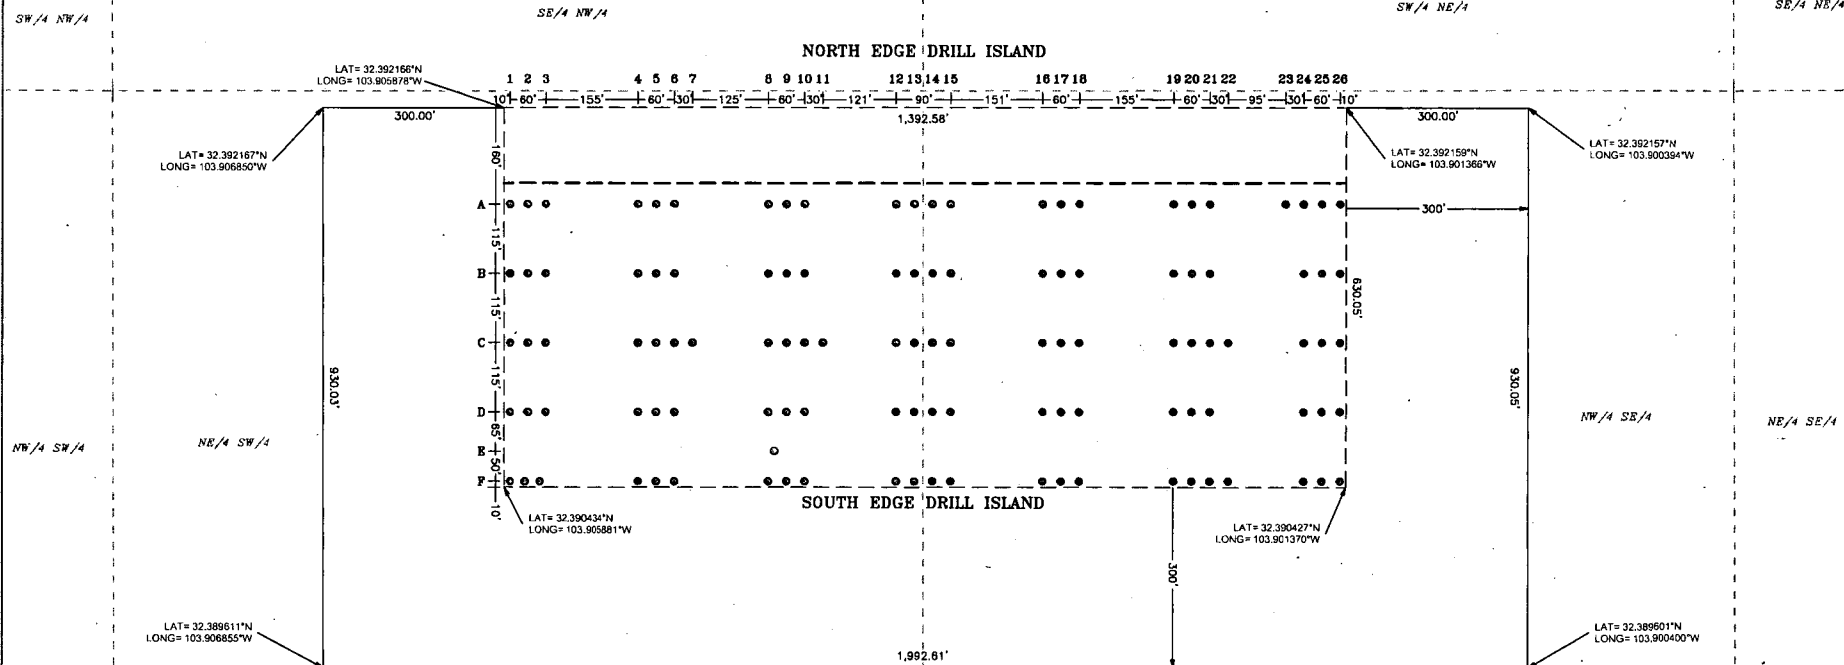 SW/4 NW/4
SE/4 NW/4
SW/4 NE/4
SE/4 NE/4
NORTH EDGE DRILL ISLAND
LAT= 32.392166°N
LONG= 103.905878°W
1 2 3 4 5 6 7 8 9 10 11 12 13 14 15 16 17 18 19 20 21 22 23 24 25 26
10' 60' 155' 60' 30' 125' 60' 30' 121' 90' 151' 60' 155' 60' 30' 95' 30' 60' 10'
300.00'
1,392.58'
300.00'
LAT= 32.392167°N
LONG= 103.906850°W
LAT= 32.392159°N
LONG= 103.901366°W
LAT= 32.392157°N
LONG= 103.900394°W
160'
A
300'
115'
B
115'
630.05'
C
115'
930.03'
930.05'
D
65'
NW/4 SW/4
NE/4 SW/4
NW/4 SE/4
NE/4 SE/4
E
50'
F
10'
SOUTH EDGE DRILL ISLAND
LAT= 32.390434°N
LONG= 103.905881°W
LAT= 32.390427°N
LONG= 103.901370°W
300'
LAT= 32.389611°N
LONG= 103.906855°W
LAT= 32.389601°N
LONG= 103.900400°W
1,992.61'